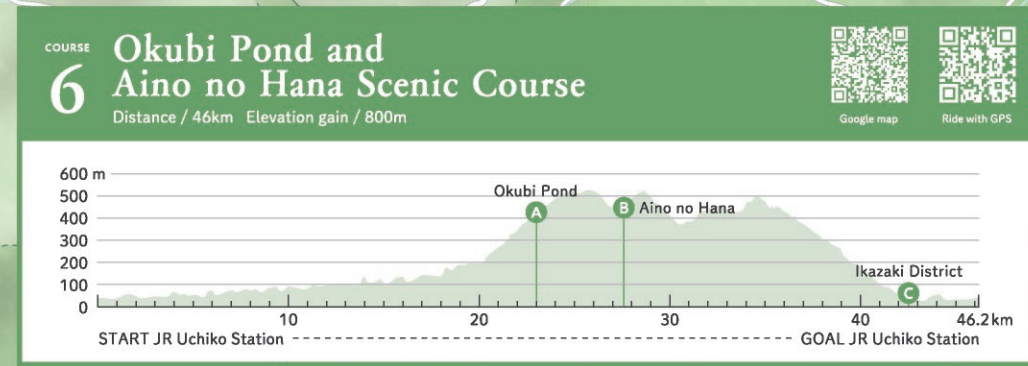 COURSE
6
Okubi Pond and
Aino no Hana Scenic Course
Distance / 46km Elevation gain / 800m
Google map
Ride with GPS
600 m
500
400
300
200
100
0
Okubi Pond
A
B Aino no Hana
Ikazaki District
C
10 20 30 40 46.2km
START JR Uchiko Station GOAL JR Uchiko Station